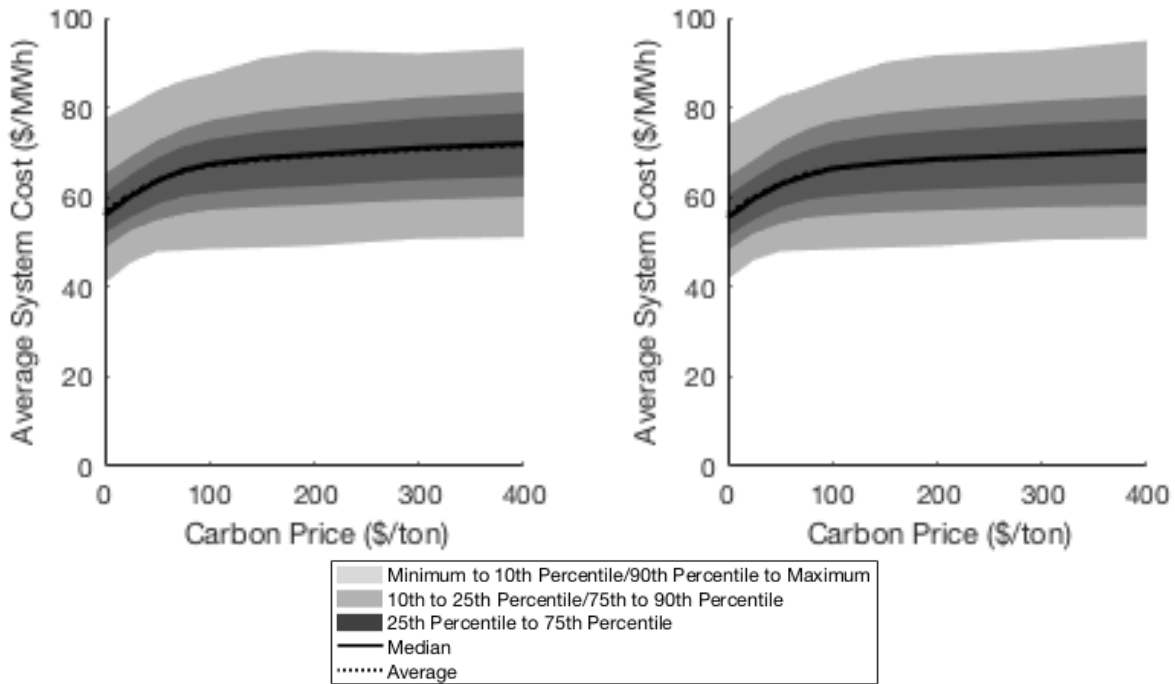 100
80
60
40
20
0
Average System Cost ($/MWh)
0 100 200 300 400
Carbon Price ($/ton)
100
80
60
40
20
0
Average System Cost ($/MWh)
0 100 200 300 400
Carbon Price ($/ton)
Minimum to 10th Percentile/90th Percentile to Maximum
10th to 25th Percentile/75th to 90th Percentile
25th Percentile to 75th Percentile
Median
Average